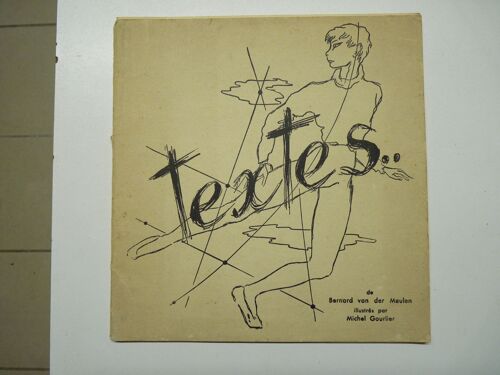 textes..
de
Bernard van der Meulen
illustrés par
Michel Gourlier